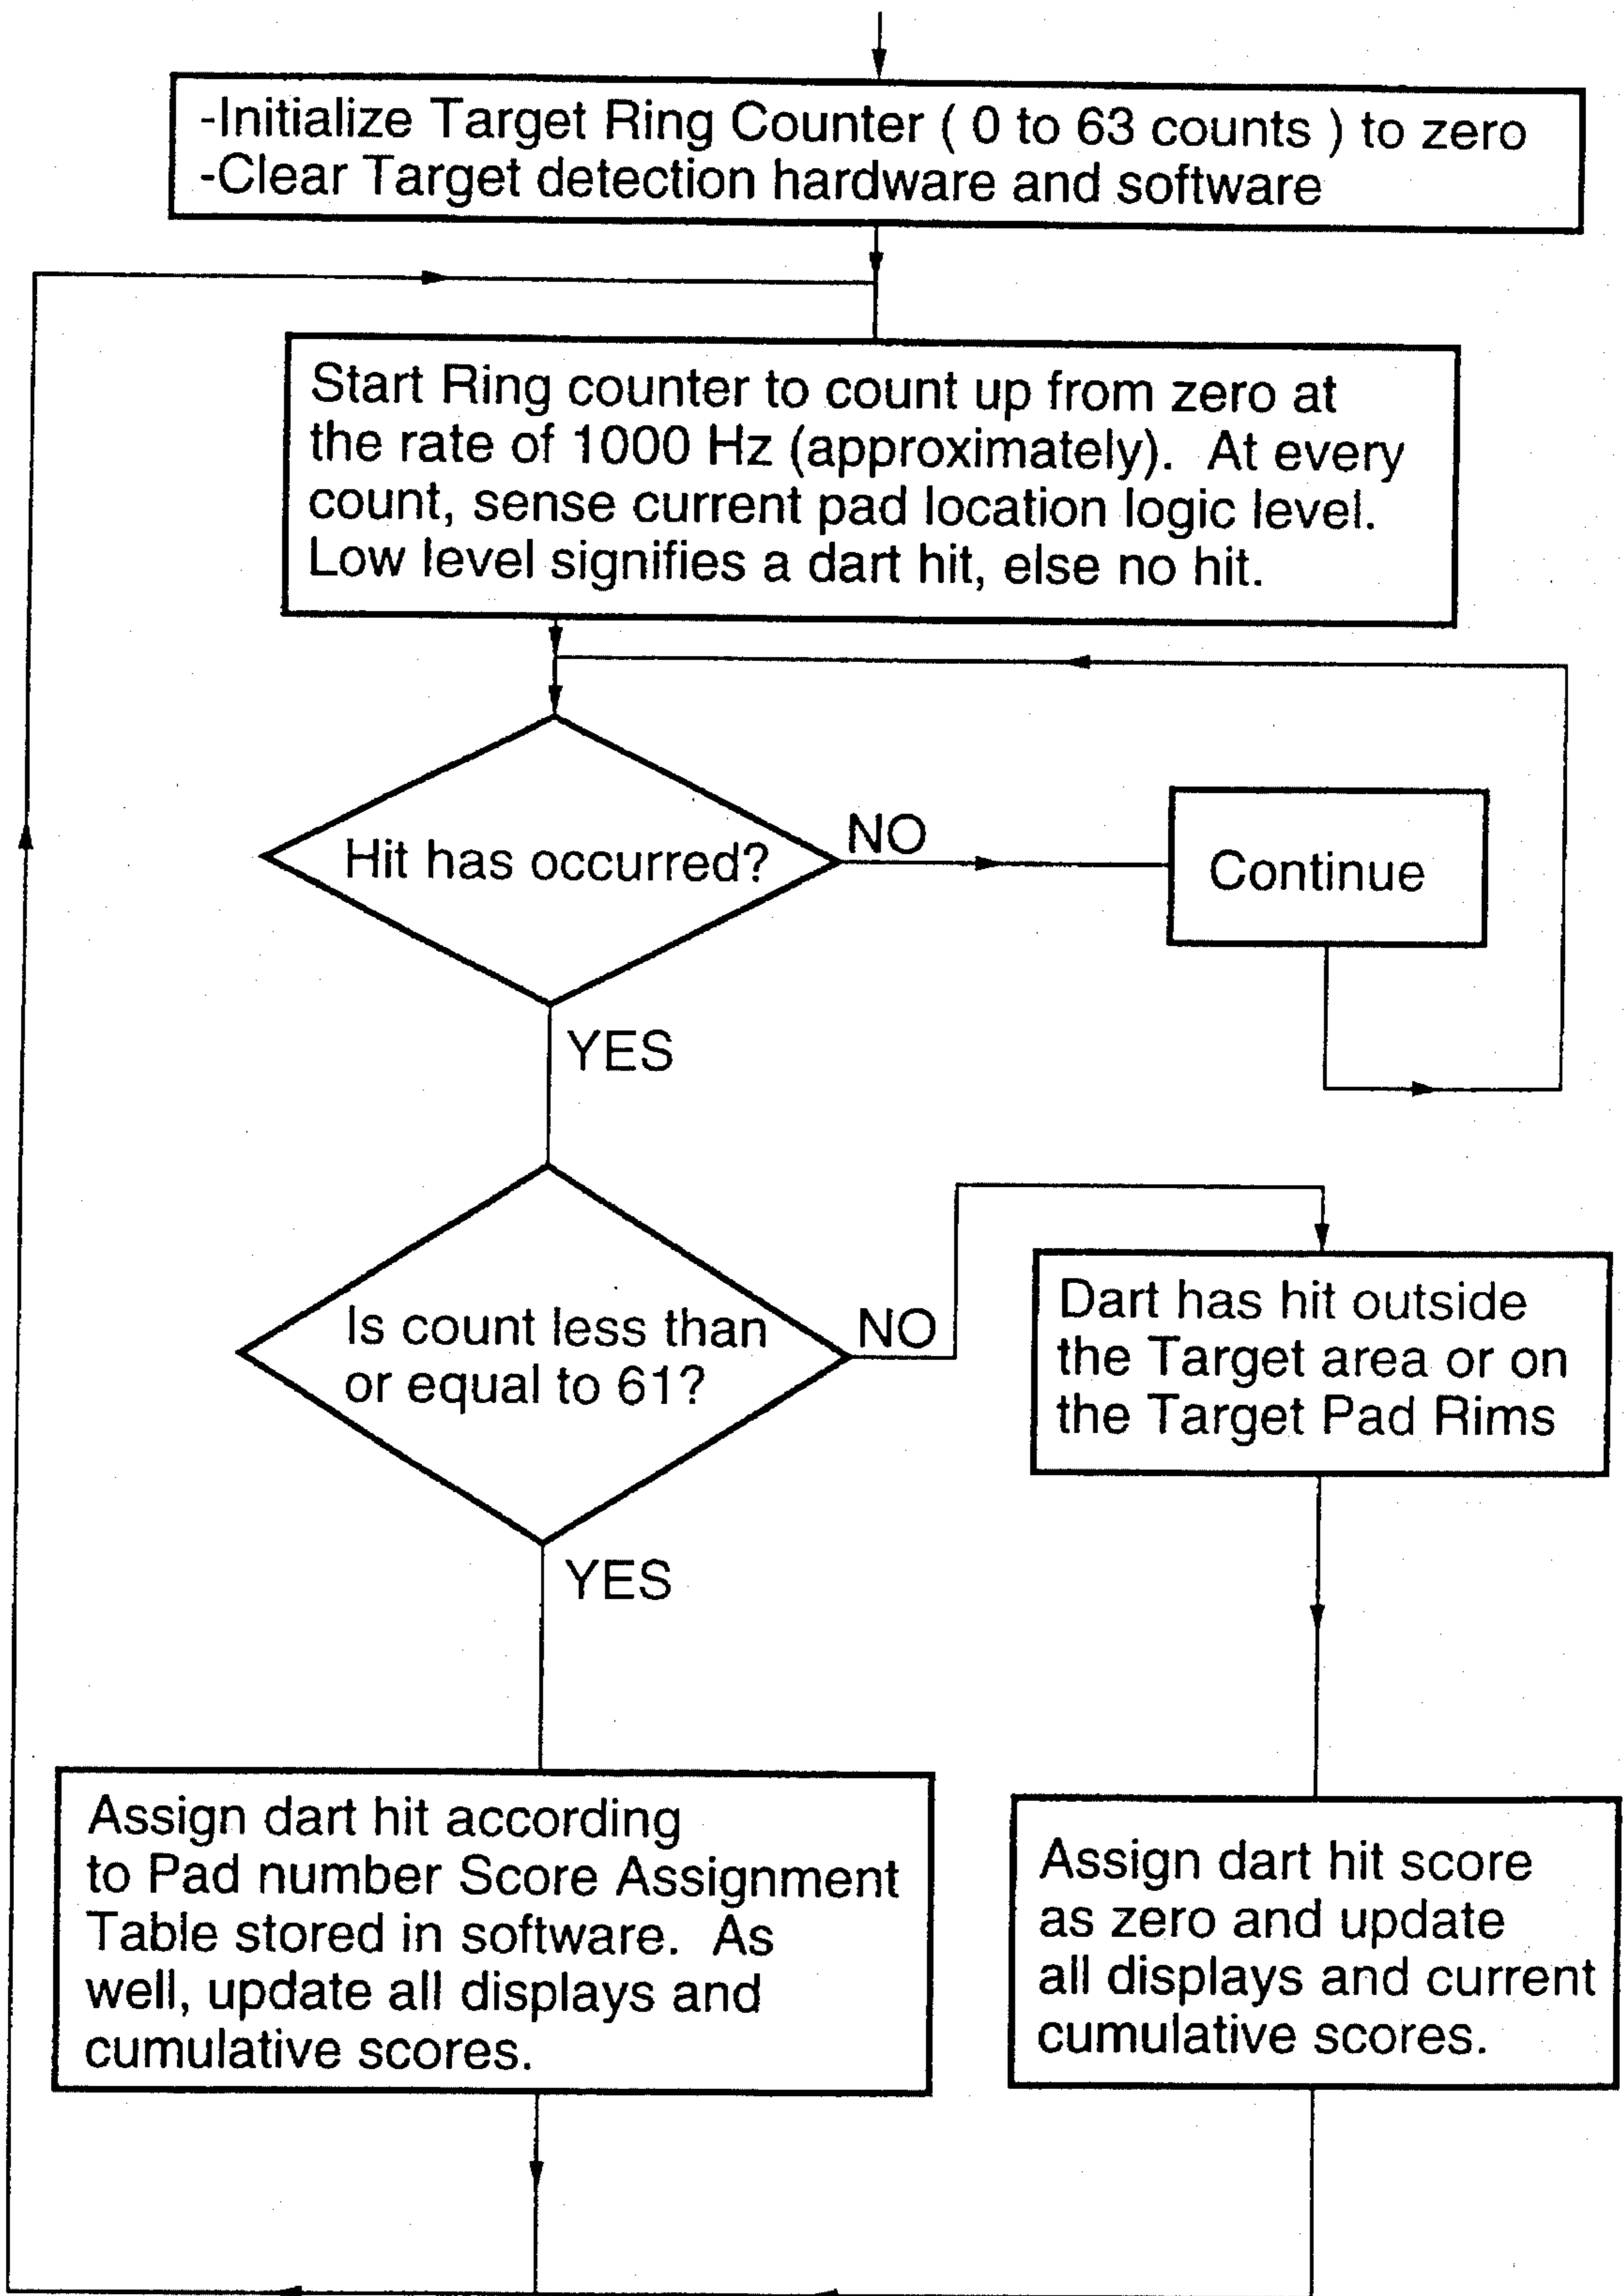 -Initialize Target Ring Counter ( 0 to 63 counts ) to zero
-Clear Target detection hardware and software
Start Ring counter to count up from zero at
the rate of 1000 Hz (approximately). At every
count, sense current pad location logic level.
Low level signifies a dart hit, else no hit.
Hit has occurred?
NO
Continue
YES
Is count less than
or equal to 61?
NO
Dart has hit outside
the Target area or on
the Target Pad Rims
YES
Assign dart hit according
to Pad number Score Assignment
Table stored in software. As
well, update all displays and
cumulative scores.
Assign dart hit score
as zero and update
all displays and current
cumulative scores.